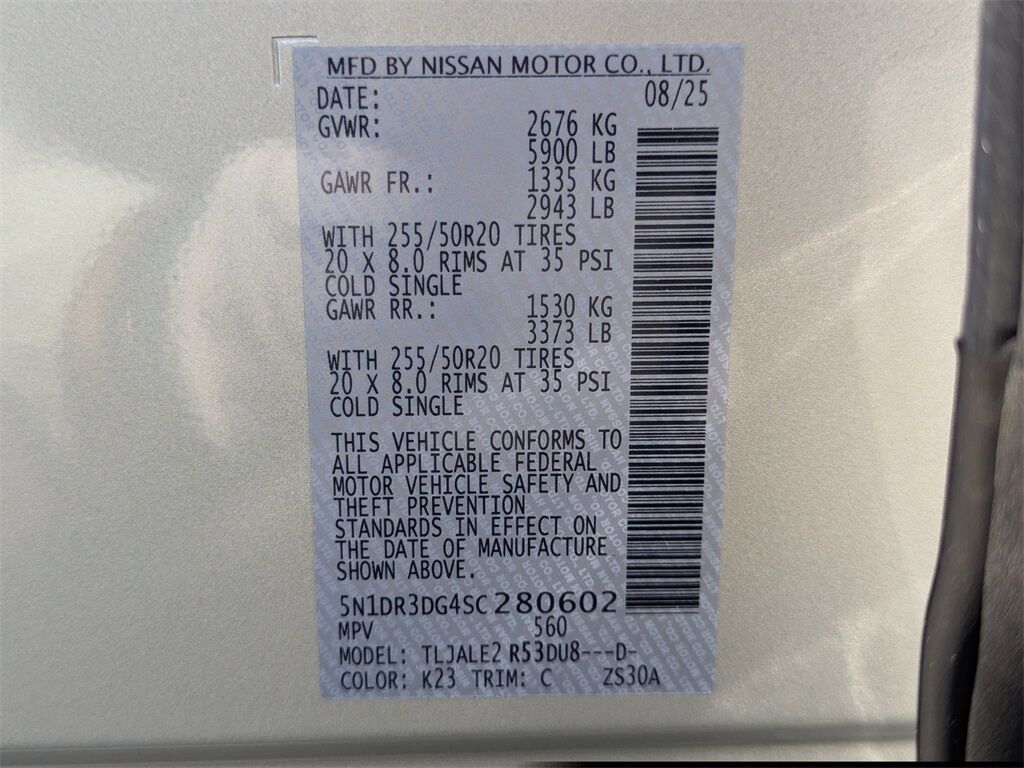 MFD BY NISSAN MOTOR CO., LTD.
DATE: 08/25
GVWR: 2676 KG
5900 LB
GAWR FR.: 1335 KG
2943 LB
WITH 255/50R20 TIRES
20 X 8.0 RIMS AT 35 PSI
COLD SINGLE
GAWR RR.: 1530 KG
3373 LB
WITH 255/50R20 TIRES
20 X 8.0 RIMS AT 35 PSI
COLD SINGLE
THIS VEHICLE CONFORMS TO
ALL APPLICABLE FEDERAL
MOTOR VEHICLE SAFETY AND
THEFT PREVENTION
STANDARDS IN EFFECT ON
THE DATE OF MANUFACTURE
SHOWN ABOVE.
5N1DR3DG4SC280602
MPV 560
MODEL: TLJALE2 R53DU8---D-
COLOR: K23 TRIM: C ZS30A